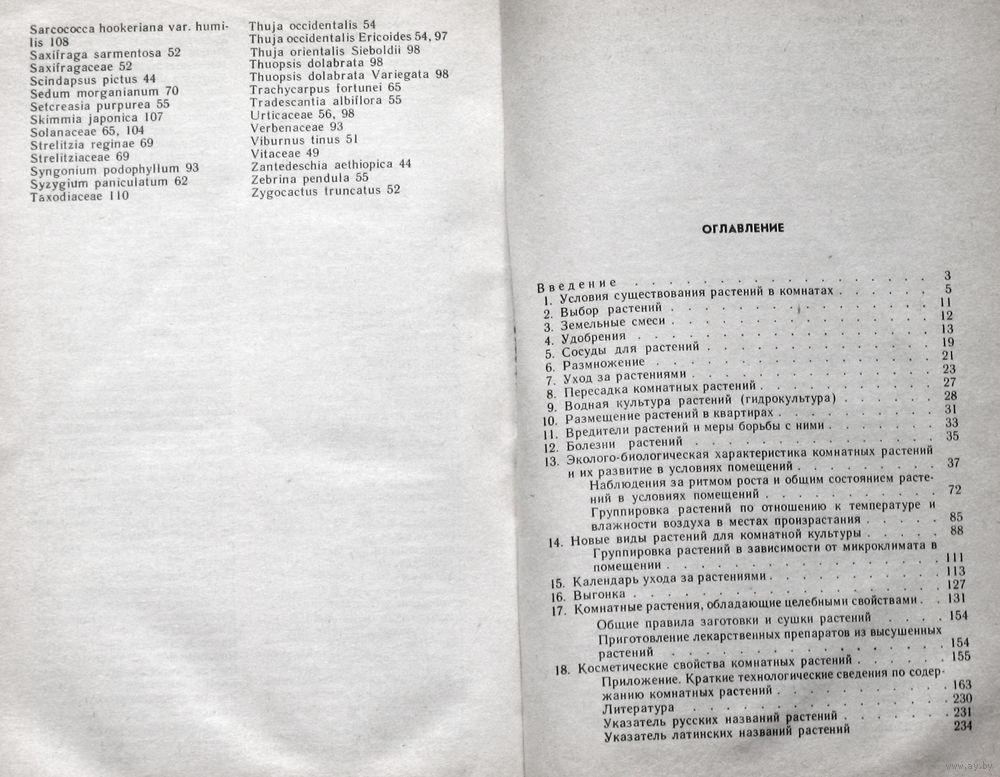 Sarcococca hookeriana var. humi-
lis 108
Saxifraga sarmentosa 52
Saxifragaceae 52
Scindapsus pictus 44
Sedum morganianum 70
Setcreasia purpurea 55
Skimmia japonica 107
Solanaceae 65, 104
Strelitzia reginae 69
Strelitziaceae 69
Syngonium podophyllum 93
Syzygium paniculatum 62
Taxodiaceae 110
Thuja occidentalis 54
Thuja occidentalis Ericoides 54, 97
Thuja orientalis Sieboldii 98
Thuopsis dolabrata 98
Thuopsis dolabrata Variegata 98
Trachycarpus fortunei 65
Tradescantia albiflora 55
Urticaceae 56, 98
Verbenaceae 93
Viburnus tinus 51
Vitaceae 49
Zantedeschia aethiopica 44
Zebrina pendula 55
Zygocactus truncatus 52
ОГЛАВЛЕНИЕ
Введение . . . . . . . . . . . . . . . . 3
1. Условия существования растений в комнатах . . . . . . 5
2. Выбор растений . . . . . . . . . . . . . . 11
3. Земельные смеси . . . . . . . . . . . . . . 12
4. Удобрения . . . . . . . . . . . . . . . . 13
5. Сосуды для растений . . . . . . . . . . . . 19
6. Размножение . . . . . . . . . . . . . . . 21
7. Уход за растениями . . . . . . . . . . . . . 23
8. Пересадка комнатных растений . . . . . . . . . 27
9. Водная культура растений (гидрокультура) . . . . . . 28
10. Размещение растений в квартирах . . . . . . . . 31
11. Вредители растений и меры борьбы с ними . . . . . . 33
12. Болезни растений . . . . . . . . . . . . . 35
13. Эколого-биологическая характеристика комнатных растений
и их развитие в условиях помещений . . . . . . . . 37
Наблюдения за ритмом роста и общим состоянием расте-
ний в условиях помещений . . . . . . . . . . 72
Группировка растений по отношению к температуре и
влажности воздуха в местах произрастания . . . . . 85
14. Новые виды растений для комнатной культуры . . . . . 88
Группировка растений в зависимости от микроклимата в
помещении . . . . . . . . . . . . . . . 111
15. Календарь ухода за растениями . . . . . . . . . 113
16. Выгонка . . . . . . . . . . . . . . . . 127
17. Комнатные растения, обладающие целебными свойствами . . 131
Общие правила заготовки и сушки растений . . . . 154
Приготовление лекарственных препаратов из высушенных
растений . . . . . . . . . . . . . . . 154
18. Косметические свойства комнатных растений . . . . . . 155
Приложение. Краткие технологические сведения по содер-
жанию комнатных растений . . . . . . . . . . 163
Литература . . . . . . . . . . . . . . 230
Указатель русских названий растений . . . . . . . 231
Указатель латинских названий растений 234
www.ay.by